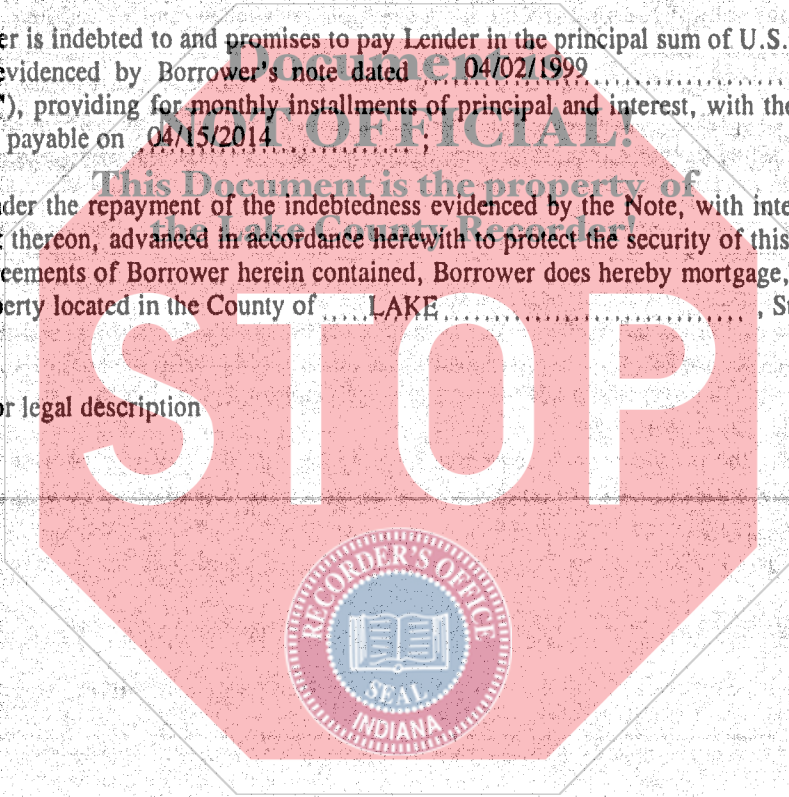 er is indebted to and promises to pay Lender in the principal sum of U.S.
evidenced by Borrower's note dated 04/02/1999
"), providing for monthly installments of principal and interest, with the
payable on 04/15/2014 ;
Document is
NOT OFFICIAL!
This Document is the property of
the Lake County Recorder!
der the repayment of the indebtedness evidenced by the Note, with inte
t thereon, advanced in accordance herewith to protect the security of this
eements of Borrower herein contained, Borrower does hereby mortgage,
perty located in the County of LAKE , St
or legal description
STOP
RECORDER'S OFFICE
SEAL
INDIANA